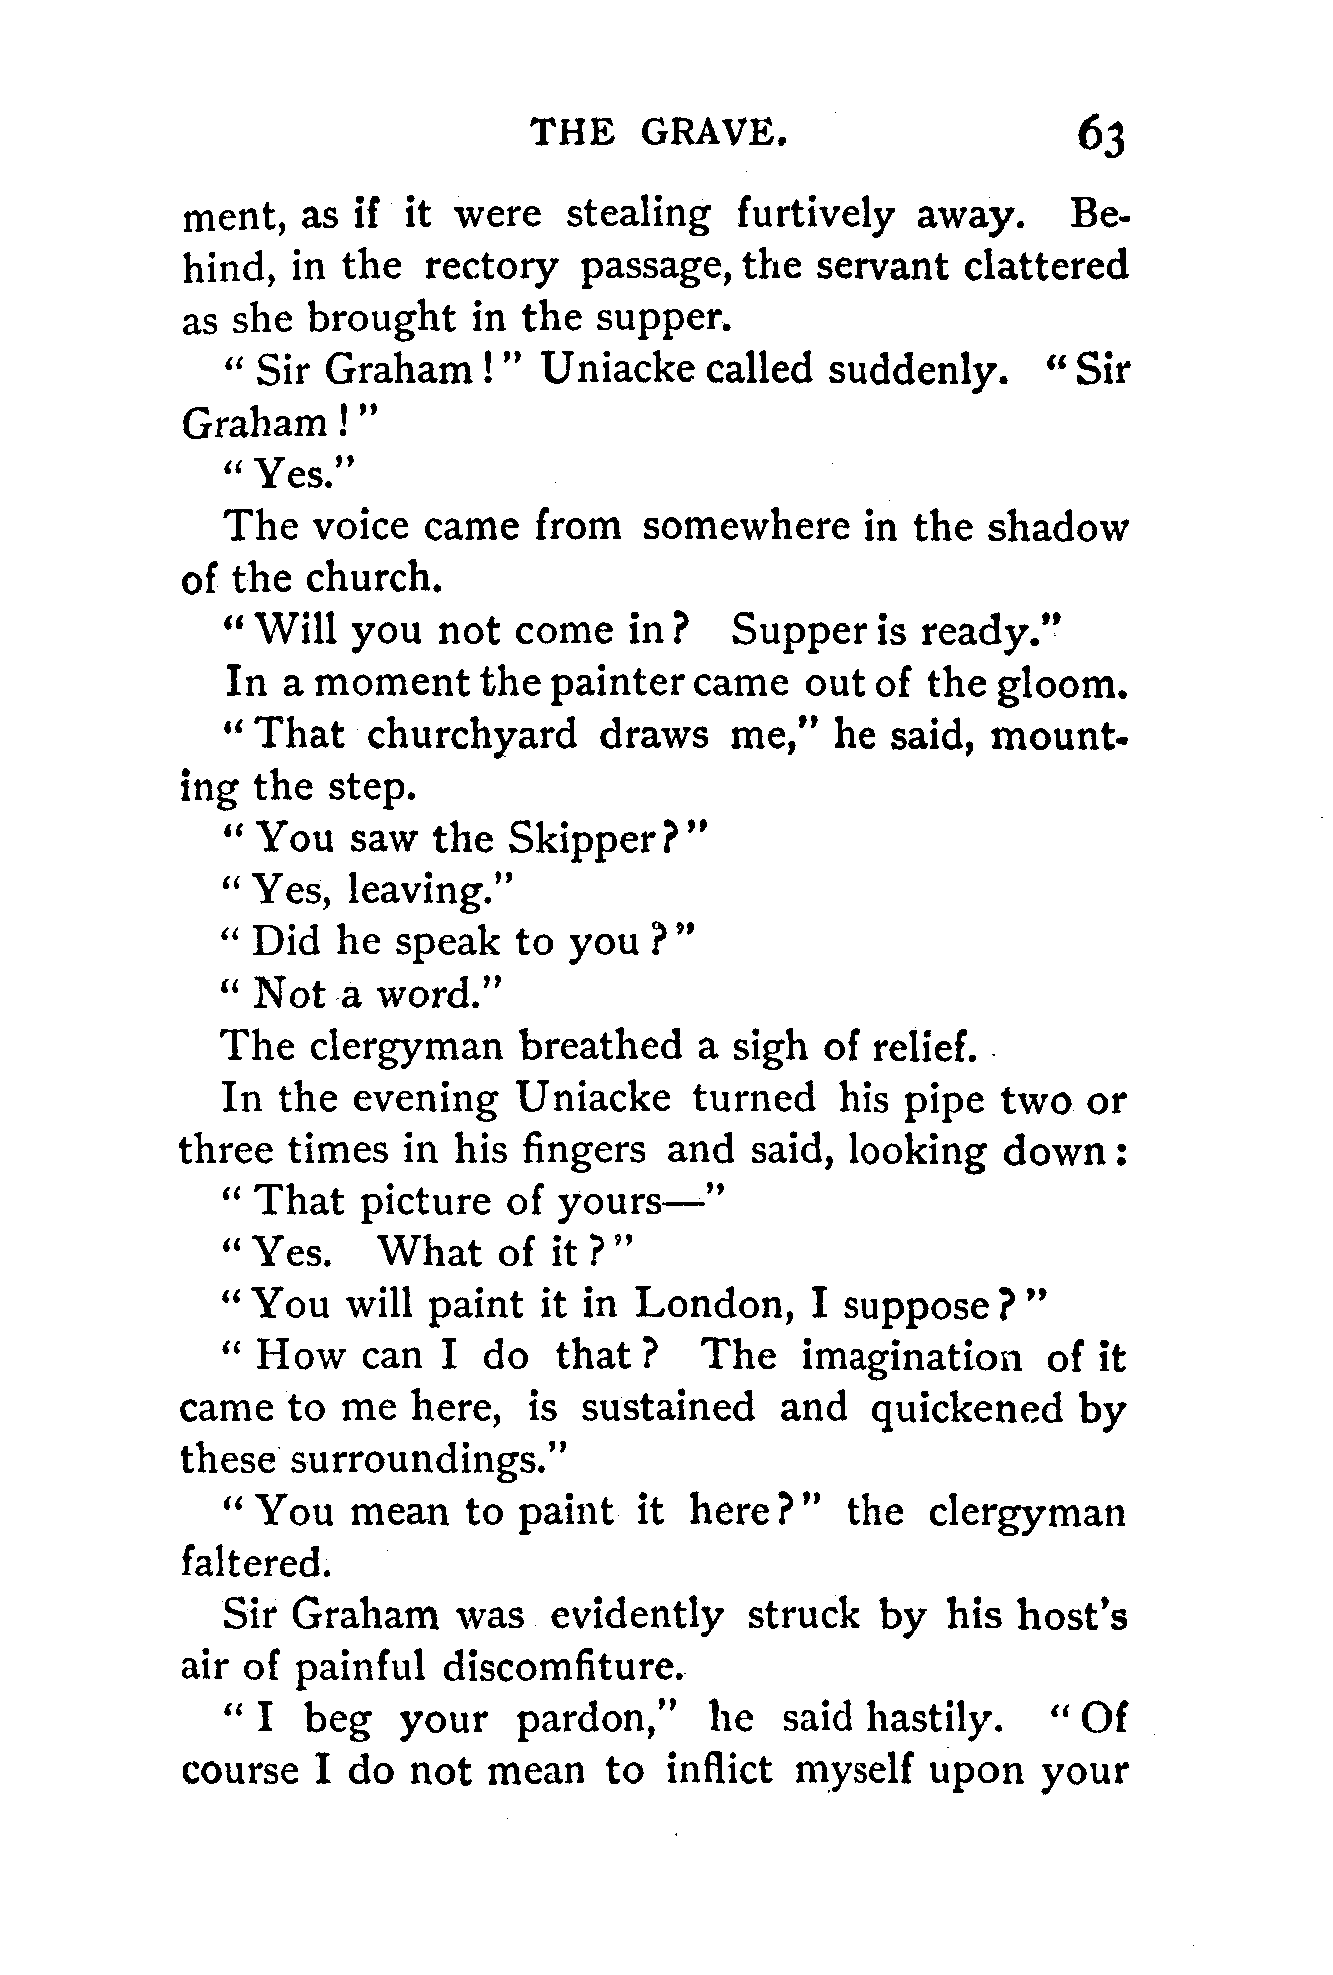 THE GRAVE. 63
ment, as if it were stealing furtively away. Be-
hind, in the rectory passage, the servant clattered
as she brought in the supper.
“ Sir Graham ! ” Uniacke called suddenly. “ Sir
Graham ! ”
“ Yes.”
The voice came from somewhere in the shadow
of the church.
“ Will you not come in ? Supper is ready.”
In a moment the painter came out of the gloom.
“ That churchyard draws me,” he said, mount-
ing the step.
“ You saw the Skipper ? ”
“ Yes, leaving.”
“ Did he speak to you ? ”
“ Not a word.”
The clergyman breathed a sigh of relief.
In the evening Uniacke turned his pipe two or
three times in his fingers and said, looking down :
“ That picture of yours—”
“ Yes. What of it ? ”
“ You will paint it in London, I suppose ? ”
“ How can I do that ? The imagination of it
came to me here, is sustained and quickened by
these surroundings.”
“ You mean to paint it here ? ” the clergyman
faltered.
Sir Graham was evidently struck by his host’s
air of painful discomfiture.
“ I beg your pardon,” he said hastily. “ Of
course I do not mean to inflict myself upon your